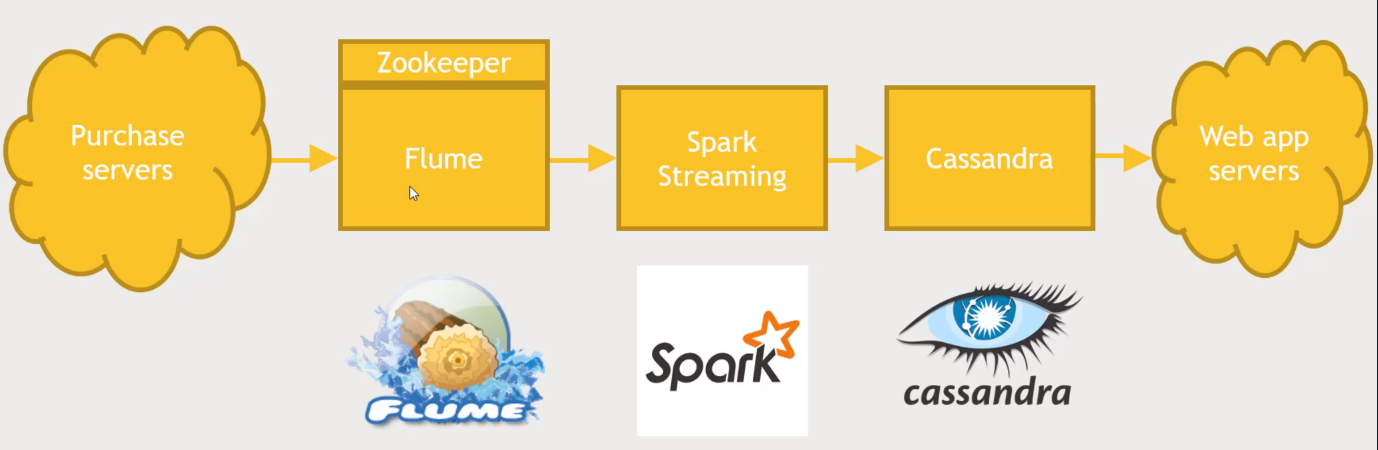 Zookeeper
Purchase
servers
Flume
Spark
Streaming
Cassandra
Web app
servers
FLUME
Spark
cassandra